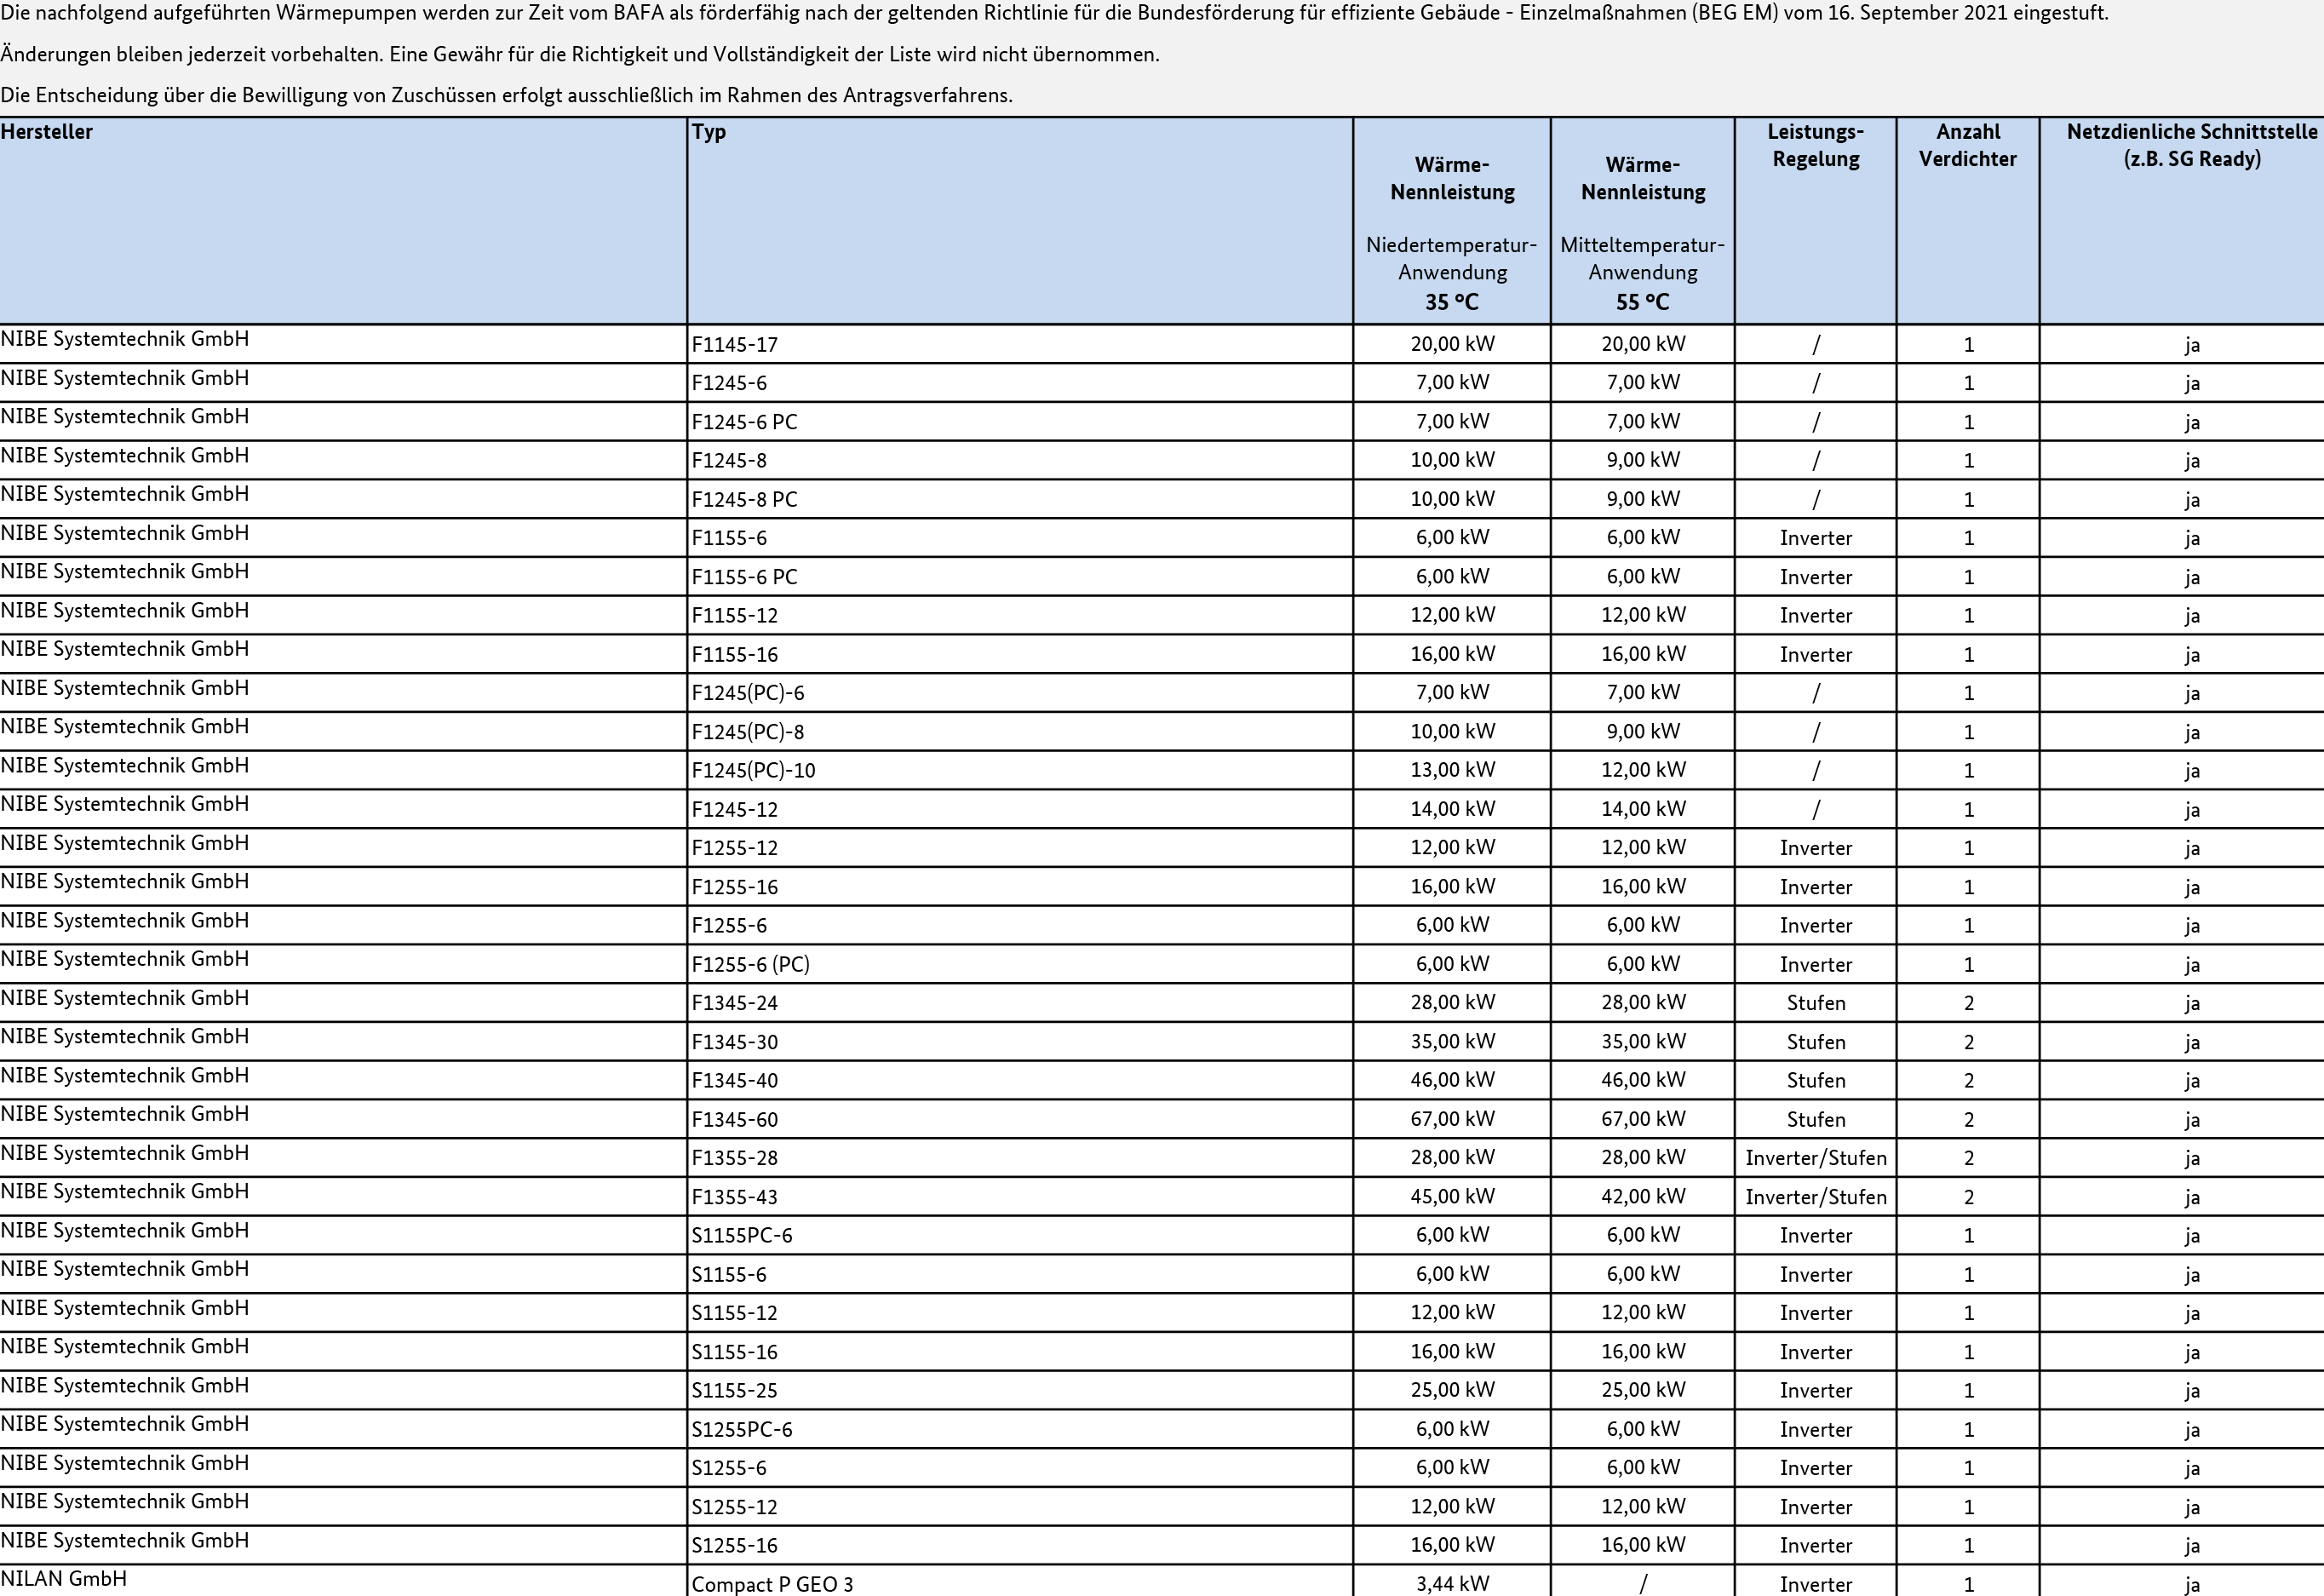 Die nachfolgend aufgeführten Wärmepumpen werden zur Zeit vom BAFA als förderfähig nach der geltenden Richtlinie für die Bundesförderung für effiziente Gebäude - Einzelmaßnahmen (BEG EM) vom 16. September 2021 eingestuft.
Änderungen bleiben jederzeit vorbehalten. Eine Gewähr für die Richtigkeit und Vollständigkeit der Liste wird nicht übernommen.
Die Entscheidung über die Bewilligung von Zuschüssen erfolgt ausschließlich im Rahmen des Antragsverfahrens.
Hersteller Typ Leistungs- Anzahl Netzdienliche Schnittstelle
Regelung Verdichter (z.B. SG Ready)
Wärme- Wärme-
Nennleistung Nennleistung
Niedertemperatur- Mitteltemperatur-
Anwendung Anwendung
35 °C 55 °C
NIBE Systemtechnik GmbH F1145-17 20,00 kW 20,00 kW / 1 ja
NIBE Systemtechnik GmbH F1245-6 7,00 kW 7,00 kW / 1 ja
NIBE Systemtechnik GmbH F1245-6 PC 7,00 kW 7,00 kW / 1 ja
NIBE Systemtechnik GmbH F1245-8 10,00 kW 9,00 kW / 1 ja
NIBE Systemtechnik GmbH F1245-8 PC 10,00 kW 9,00 kW / 1 ja
NIBE Systemtechnik GmbH F1155-6 6,00 kW 6,00 kW Inverter 1 ja
NIBE Systemtechnik GmbH F1155-6 PC 6,00 kW 6,00 kW Inverter 1 ja
NIBE Systemtechnik GmbH F1155-12 12,00 kW 12,00 kW Inverter 1 ja
NIBE Systemtechnik GmbH F1155-16 16,00 kW 16,00 kW Inverter 1 ja
NIBE Systemtechnik GmbH F1245(PC)-6 7,00 kW 7,00 kW / 1 ja
NIBE Systemtechnik GmbH F1245(PC)-8 10,00 kW 9,00 kW / 1 ja
NIBE Systemtechnik GmbH F1245(PC)-10 13,00 kW 12,00 kW / 1 ja
NIBE Systemtechnik GmbH F1245-12 14,00 kW 14,00 kW / 1 ja
NIBE Systemtechnik GmbH F1255-12 12,00 kW 12,00 kW Inverter 1 ja
NIBE Systemtechnik GmbH F1255-16 16,00 kW 16,00 kW Inverter 1 ja
NIBE Systemtechnik GmbH F1255-6 6,00 kW 6,00 kW Inverter 1 ja
NIBE Systemtechnik GmbH F1255-6 (PC) 6,00 kW 6,00 kW Inverter 1 ja
NIBE Systemtechnik GmbH F1345-24 28,00 kW 28,00 kW Stufen 2 ja
NIBE Systemtechnik GmbH F1345-30 35,00 kW 35,00 kW Stufen 2 ja
NIBE Systemtechnik GmbH F1345-40 46,00 kW 46,00 kW Stufen 2 ja
NIBE Systemtechnik GmbH F1345-60 67,00 kW 67,00 kW Stufen 2 ja
NIBE Systemtechnik GmbH F1355-28 28,00 kW 28,00 kW Inverter/Stufen 2 ja
NIBE Systemtechnik GmbH F1355-43 45,00 kW 42,00 kW Inverter/Stufen 2 ja
NIBE Systemtechnik GmbH S1155PC-6 6,00 kW 6,00 kW Inverter 1 ja
NIBE Systemtechnik GmbH S1155-6 6,00 kW 6,00 kW Inverter 1 ja
NIBE Systemtechnik GmbH S1155-12 12,00 kW 12,00 kW Inverter 1 ja
NIBE Systemtechnik GmbH S1155-16 16,00 kW 16,00 kW Inverter 1 ja
NIBE Systemtechnik GmbH S1155-25 25,00 kW 25,00 kW Inverter 1 ja
NIBE Systemtechnik GmbH S1255PC-6 6,00 kW 6,00 kW Inverter 1 ja
NIBE Systemtechnik GmbH S1255-6 6,00 kW 6,00 kW Inverter 1 ja
NIBE Systemtechnik GmbH S1255-12 12,00 kW 12,00 kW Inverter 1 ja
NIBE Systemtechnik GmbH S1255-16 16,00 kW 16,00 kW Inverter 1 ja
NILAN GmbH Compact P GEO 3 3,44 kW / Inverter 1 ja